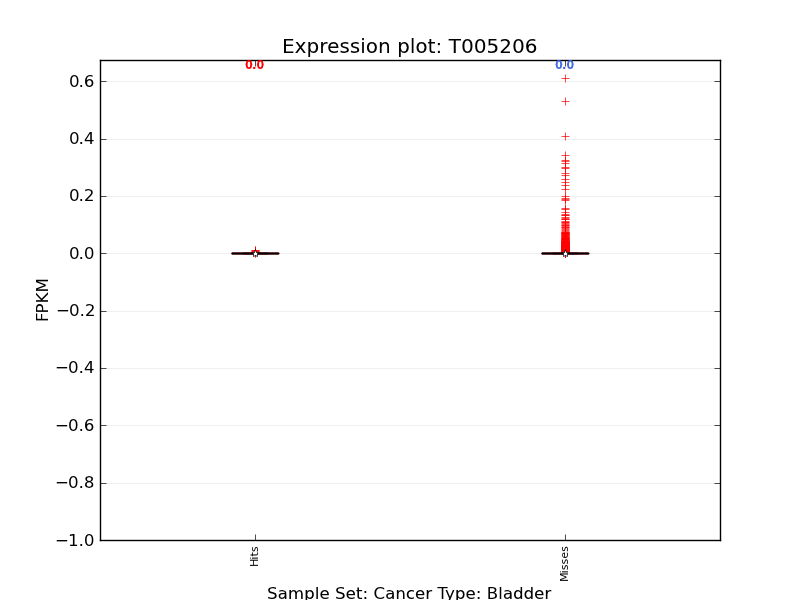 Expression plot: T005206
0.0
0.0
0.6
0.4
0.2
0.0
−0.2
−0.4
−0.6
−0.8
−1.0
FPKM
Hits
Misses
Sample Set: Cancer Type: Bladder